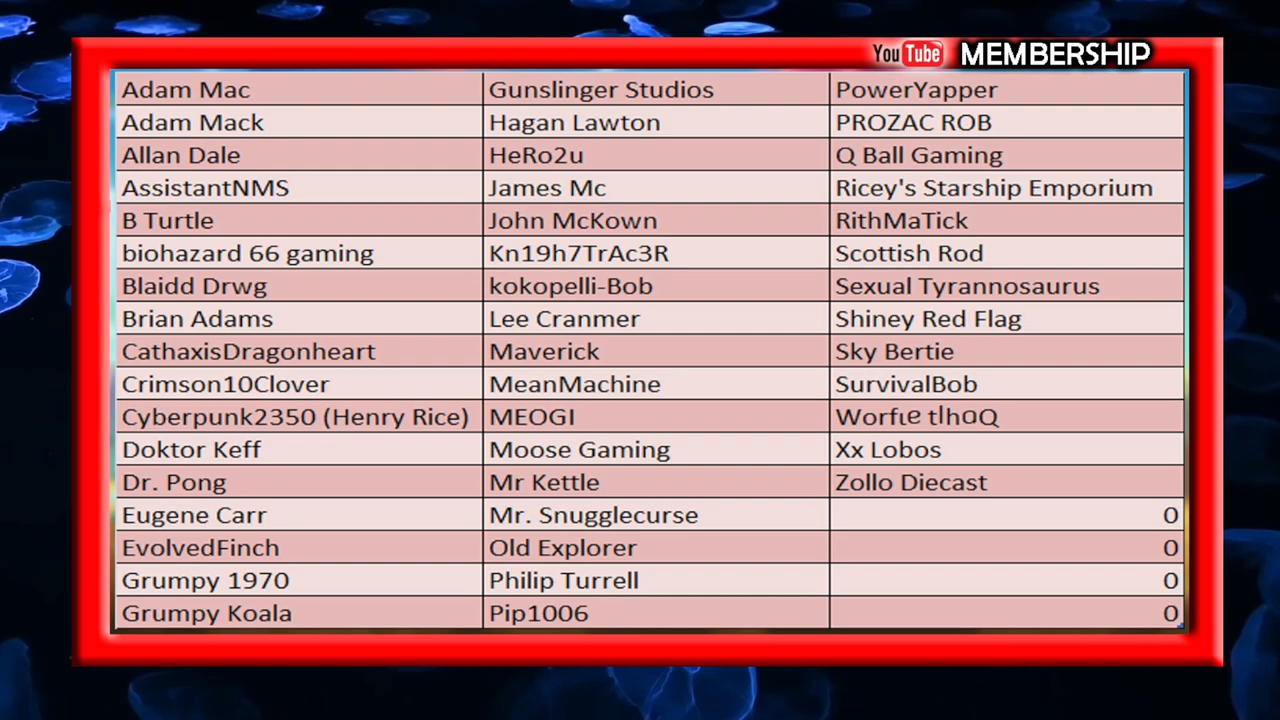 YouTube MEMBERSHIP
Adam Mac Gunslinger Studios PowerYapper
Adam Mack Hagan Lawton PROZAC ROB
Allan Dale HeRo2u Q Ball Gaming
AssistantNMS James Mc Ricey's Starship Emporium
B Turtle John McKown RithMaTick
biohazard 66 gaming Kn19h7TrAc3R Scottish Rod
Blaidd Drwg kokopelli-Bob Sexual Tyrannosaurus
Brian Adams Lee Cranmer Shiney Red Flag
CathaxisDragonheart Maverick Sky Bertie
Crimson10Clover MeanMachine SurvivalBob
Cyberpunk2350 (Henry Rice) MEOGI Worfιe tlhɑQ
Doktor Keff Moose Gaming Xx Lobos
Dr. Pong Mr Kettle Zollo Diecast
Eugene Carr Mr. Snugglecurse 0
EvolvedFinch Old Explorer 0
Grumpy 1970 Philip Turrell 0
Grumpy Koala Pip1006 0